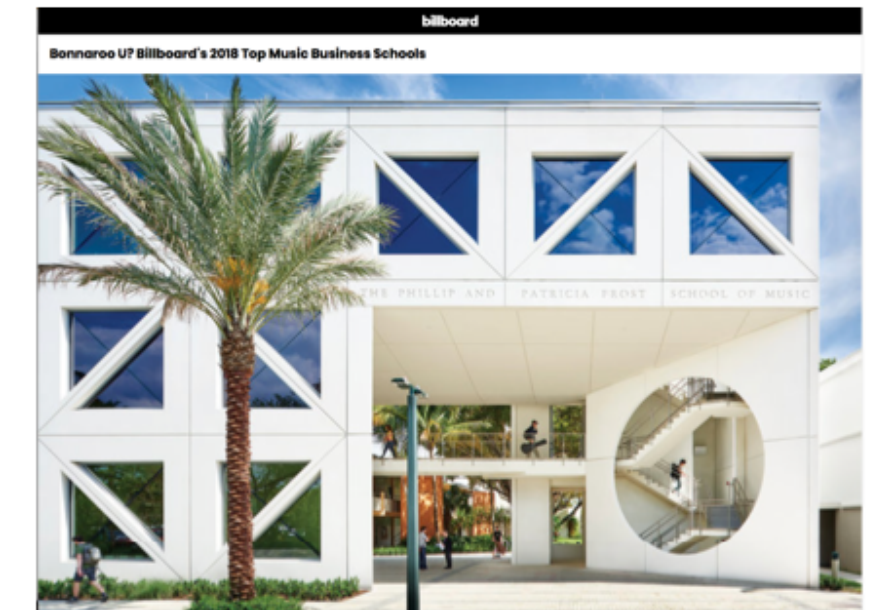 billboard
Bonnaroo U? Billboard's 2018 Top Music Business Schools
THE PHILLIP AND PATRICIA FROST SCHOOL OF MUSIC